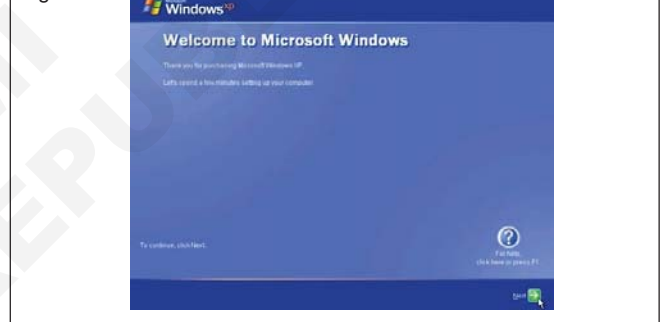 Windows xp
Welcome to Microsoft Windows
Thank you for purchasing Microsoft Windows XP.
Let's spend a few minutes setting up your computer.
To continue, click Next.
For help,
click here or press F1.
Next